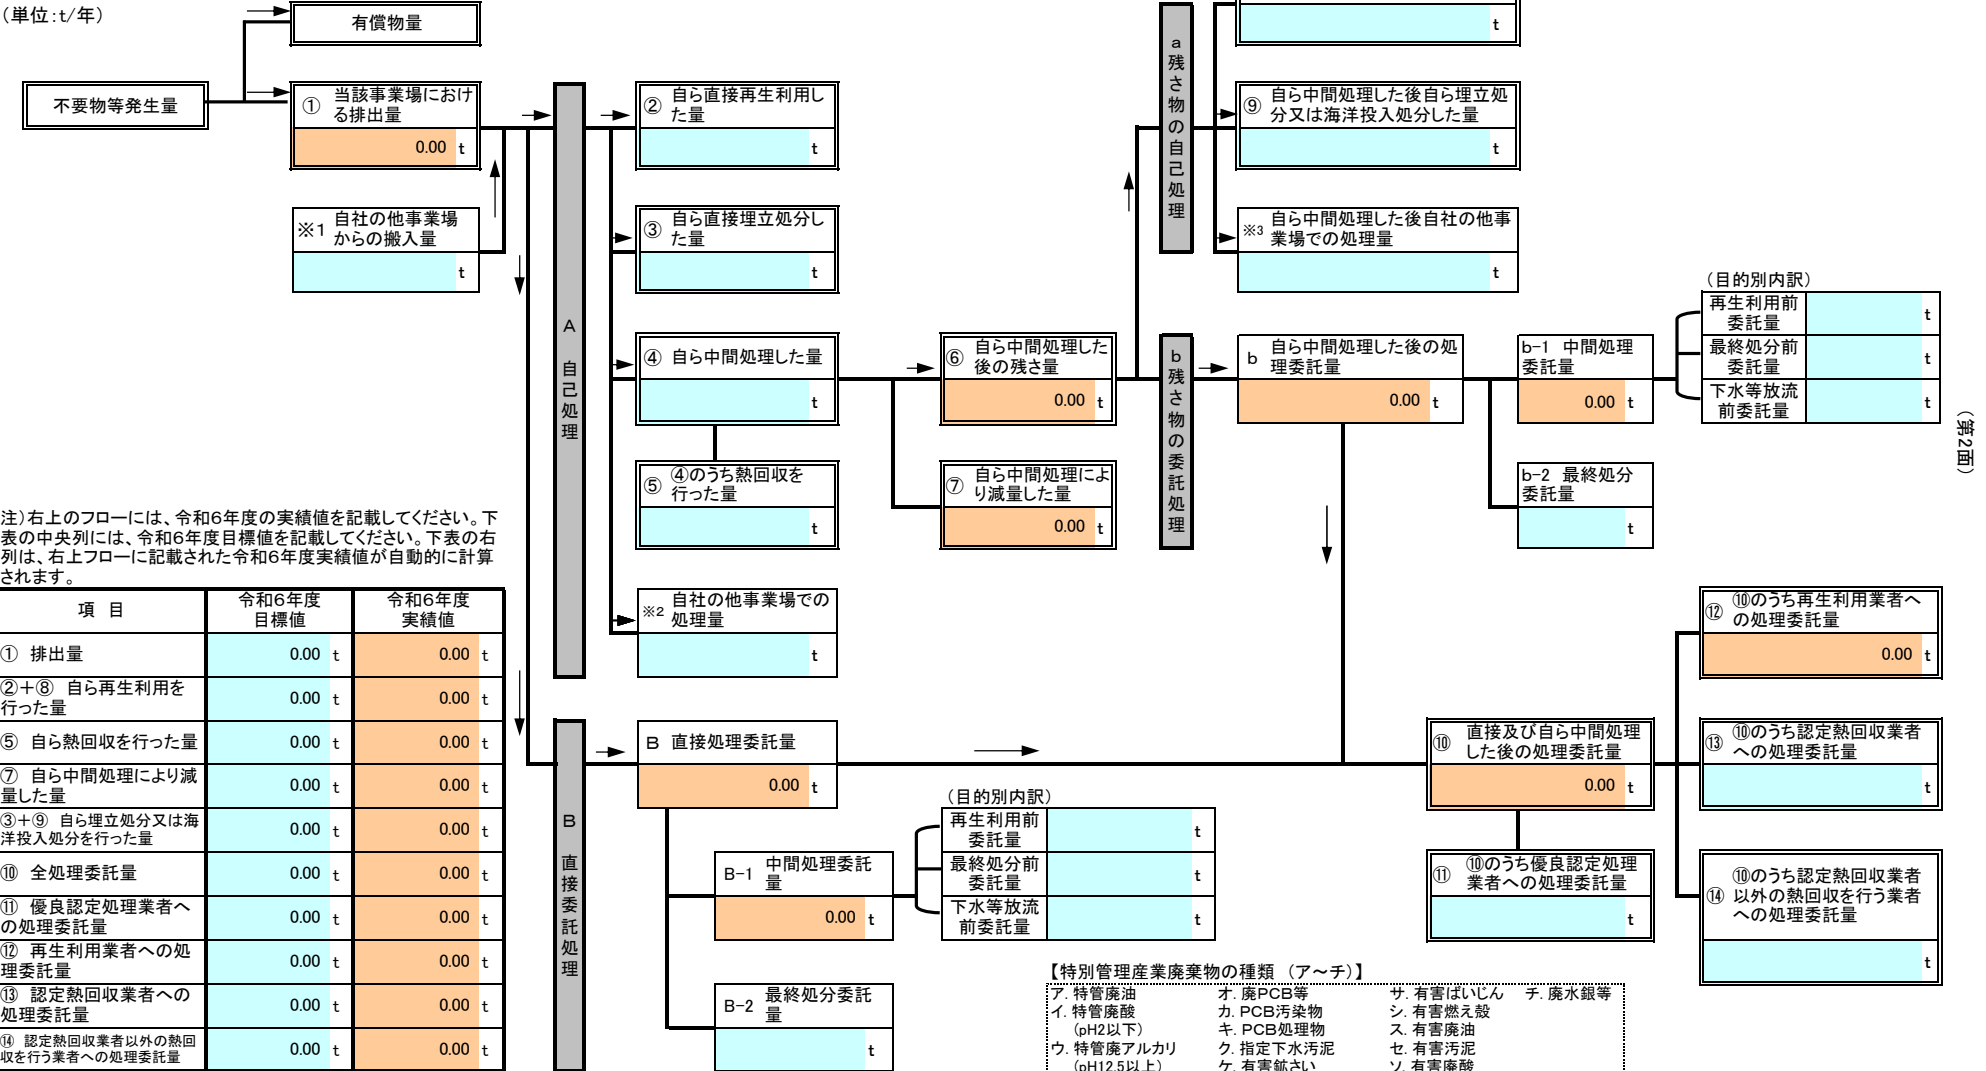 （単位：t/年）
有償物量
不要物等発生量
① 当該事業場におけ
る排出量
0.00 t
※1 自社の他事業場
からの搬入量
t
A 自己処理
② 自ら直接再生利用し
た量
t
③ 自ら直接埋立処分し
た量
t
④ 自ら中間処理した量
t
⑤ ④のうち熱回収を
行った量
t
※2 自社の他事業場での
処理量
t
⑥ 自ら中間処理した
後の残さ量
0.00 t
⑦ 自ら中間処理によ
り減量した量
0.00 t
a残さ物の自己処理
t
⑨ 自ら中間処理した後自ら埋立処
分又は海洋投入処分した量
t
※3 自ら中間処理した後自社の他事
業場での処理量
t
b残さ物の委託処理
b 自ら中間処理した後の処
理委託量
0.00 t
b-1 中間処理
委託量
0.00 t
（目的別内訳）
再生利用前
委託量
t
最終処分前
委託量
t
下水等放流
前委託量
t
b-2 最終処分
委託量
t
（第2面）
注）右上のフローには、令和６年度の実績値を記載してください。下
表の中央列には、令和６年度目標値を記載してください。下表の右
列は、右上フローに記載された令和６年度実績値が自動的に計算
されます。
項 目 令和６年度
目標値 令和６年度
実績値
① 排出量 0.00 t 0.00 t
②＋⑧ 自ら再生利用を
行った量 0.00 t 0.00 t
⑤ 自ら熱回収を行った量 0.00 t 0.00 t
⑦ 自ら中間処理により減
量した量 0.00 t 0.00 t
③＋⑨ 自ら埋立処分又は海
洋投入処分を行った量 0.00 t 0.00 t
⑩ 全処理委託量 0.00 t 0.00 t
⑪ 優良認定処理業者へ
の処理委託量 0.00 t 0.00 t
⑫ 再生利用業者への処
理委託量 0.00 t 0.00 t
⑬ 認定熱回収業者への
処理委託量 0.00 t 0.00 t
⑭ 認定熱回収業者以外の熱回
収を行う業者への処理委託量 0.00 t 0.00 t
B 直接委託処理
B 直接処理委託量
0.00 t
B-1 中間処理委託
量
0.00 t
（目的別内訳）
再生利用前
委託量
t
最終処分前
委託量
t
下水等放流
前委託量
t
B-2 最終処分委託
量
t
⑩ 直接及び自ら中間処理
した後の処理委託量
0.00 t
⑪ ⑩のうち優良認定処理
業者への処理委託量
t
⑫ ⑩のうち再生利用業者へ
の処理委託量
0.00 t
⑬ ⑩のうち認定熱回収業者
への処理委託量
t
⑭ ⑩のうち認定熱回収業者
以外の熱回収を行う業者
への処理委託量
t
【特別管理産業廃棄物の種類 （ア～チ）】
ア. 特管廃油 オ. 廃PCB等 サ. 有害ばいじん チ. 廃水銀等
イ. 特管廃酸 カ. PCB汚染物 シ. 有害燃え殻
（pH2以下） キ. PCB処理物 ス. 有害廃油
ウ. 特管廃アルカリ ク. 指定下水汚泥 セ. 有害汚泥
（pH12.5以上） ケ. 有害鉱さい ソ. 有害廃酸